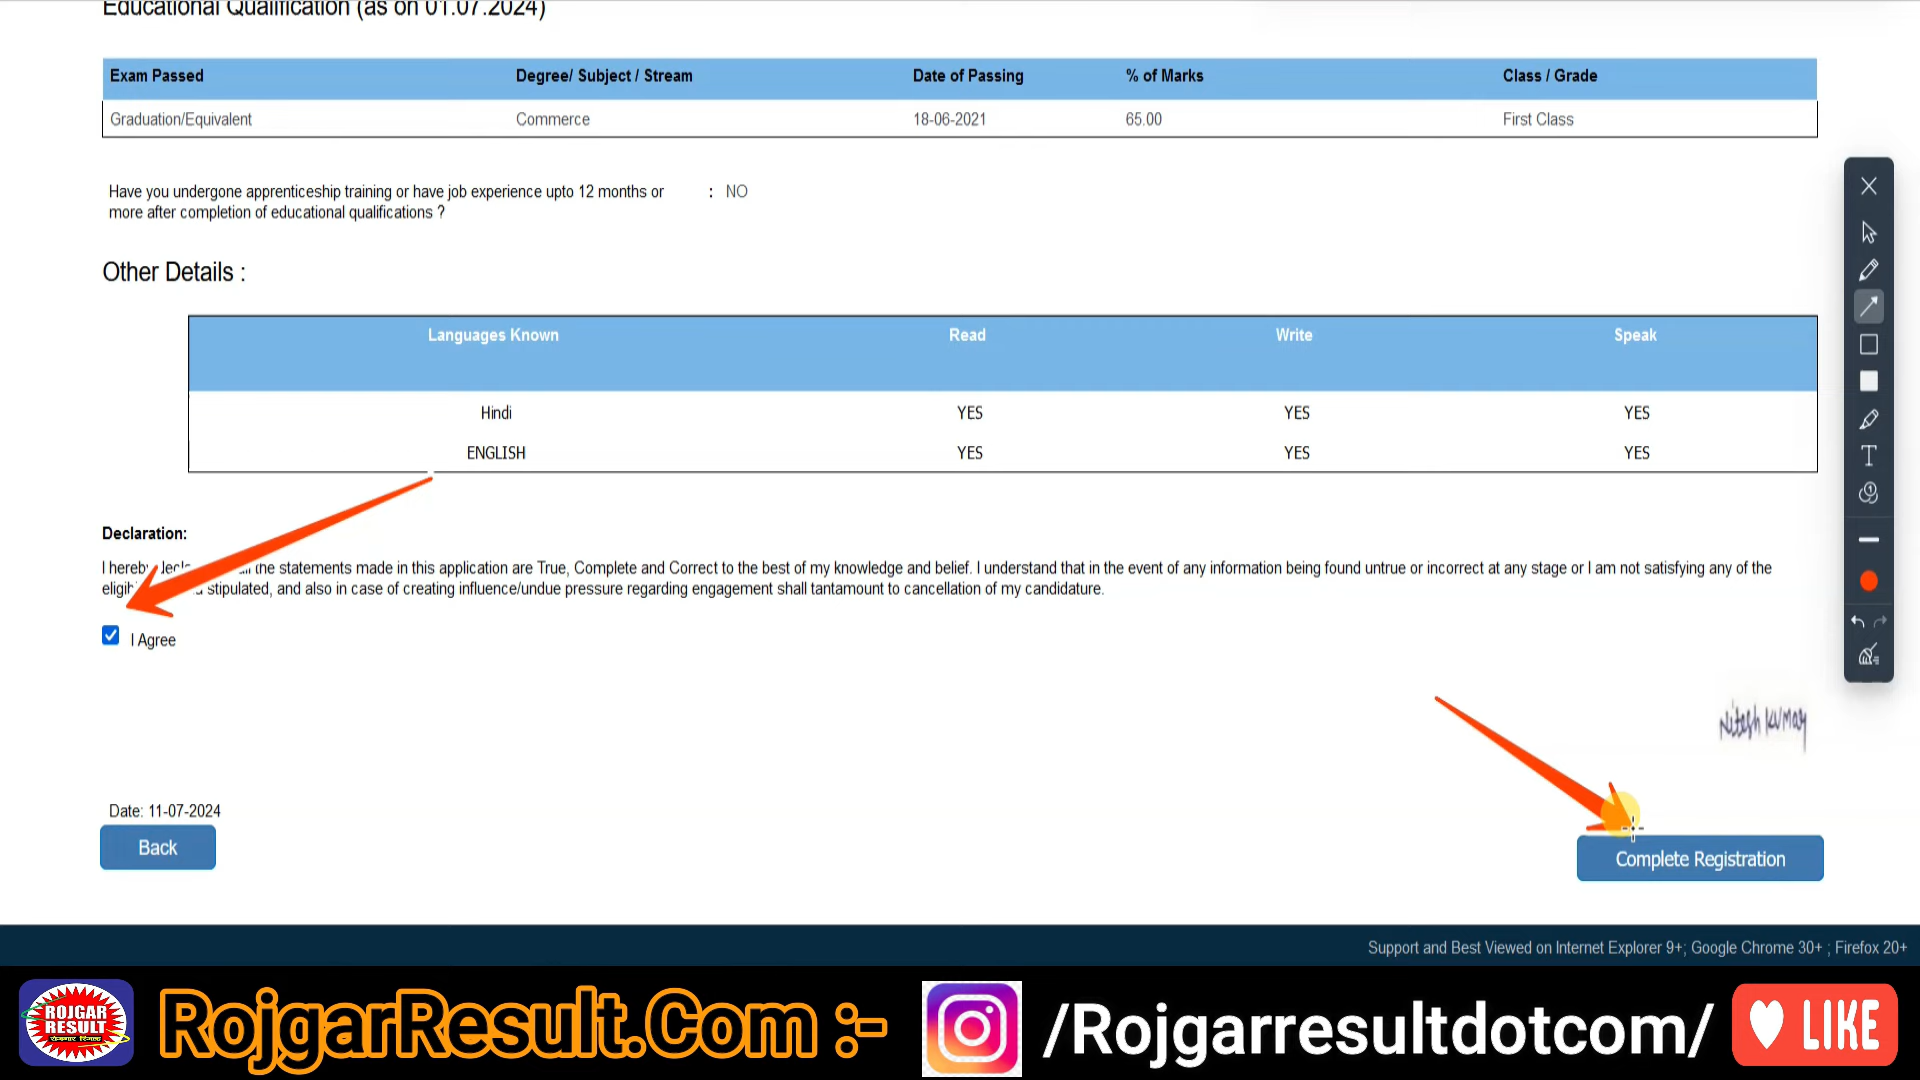 Educational Qualification (as on 01.07.2024)
Exam Passed Degree/ Subject / Stream Date of Passing % of Marks Class / Grade
Graduation/Equivalent Commerce 18-06-2021 65.00 First Class
Have you undergone apprenticeship training or have job experience upto 12 months or : NO
more after completion of educational qualifications ?
Other Details :
Languages Known Read Write Speak
Hindi YES YES YES
ENGLISH YES YES YES
Declaration:
I hereby the statements made in this application are True, Complete and Correct to the best of my knowledge and belief. I understand that in the event of any information being found untrue or incorrect at any stage or I am not satisfying any of the
stipulated, and also in case of creating influence/undue pressure regarding engagement shall tantamount to cancellation of my candidature.
I Agree
Nitesh Kumar
Date: 11-07-2024
Back
Complete Registration
Support and Best Viewed on Internet Explorer 9+; Google Chrome 30+ ; Firefox 20+
ROJGAR
RESULT
रोजगार रिजल्ट
RojgarResult.Com :- /Rojgarresultdotcom/ LIKE